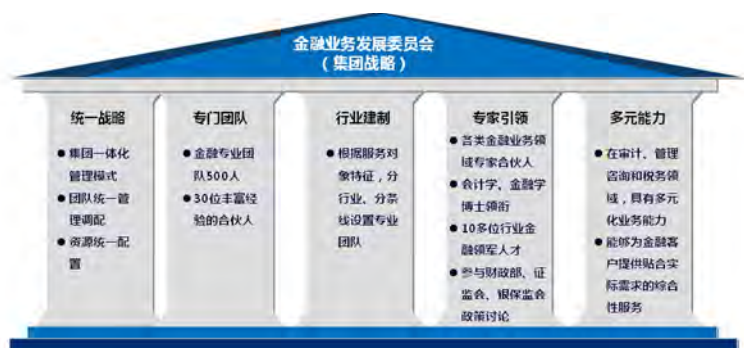 金融业务发展委员会
（集团战略）
统一战略
● 集团一体化
管理模式
● 团队统一管
理调配
● 资源统一配
置
专门团队
● 金融专业团
队500人
● 30位丰富经
验的合伙人
行业建制
● 根据服务对
象特征，分
行业、分条
线设置专业
团队
专家引领
● 各类金融业务领
域专家合伙人
● 会计学、金融学
博士领衔
● 10多位行业金
融领军人才
● 参与财政部、证
监会、银保监会
政策讨论
多元能力
● 在审计、管理
咨询和税务领
域，具有多元
化业务能力
● 能够为金融客
户提供贴合实
际需求的综合
性服务